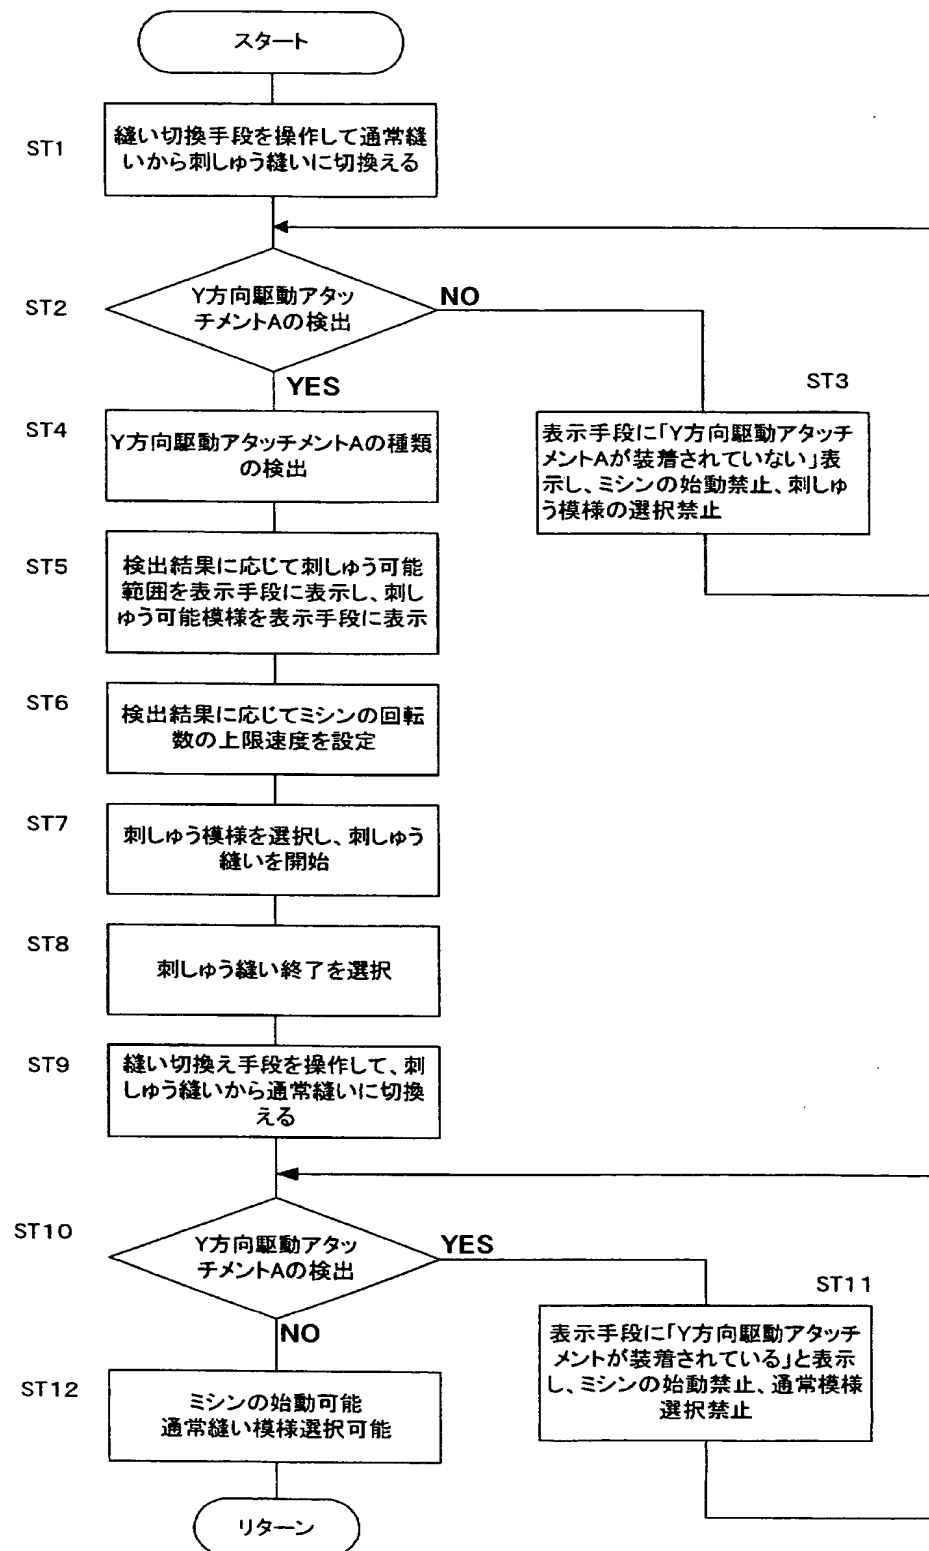 スタート
ST1
縫い切換手段を操作して通常縫
いから刺しゅう縫いに切換える
ST2
Y方向駆動アタッ
チメントAの検出
NO
YES
ST3
表示手段に「Y方向駆動アタッチ
メントAが装着されていない」表
示し、ミシンの始動禁止、刺しゅ
う模様の選択禁止
ST4
Y方向駆動アタッチメントAの種類
の検出
ST5
検出結果に応じて刺しゅう可能
範囲を表示手段に表示し、刺し
ゅう可能模様を表示手段に表示
ST6
検出結果に応じてミシンの回転
数の上限速度を設定
ST7
刺しゅう模様を選択し、刺しゅう
縫いを開始
ST8
刺しゅう縫い終了を選択
ST9
縫い切換え手段を操作して、刺
しゅう縫いから通常縫いに切換
える
ST10
Y方向駆動アタッ
チメントAの検出
YES
NO
ST11
表示手段に「Y方向駆動アタッチ
メントが装着されている」と表示
し、ミシンの始動禁止、通常模様
選択禁止
ST12
ミシンの始動可能
通常縫い模様選択可能
リターン